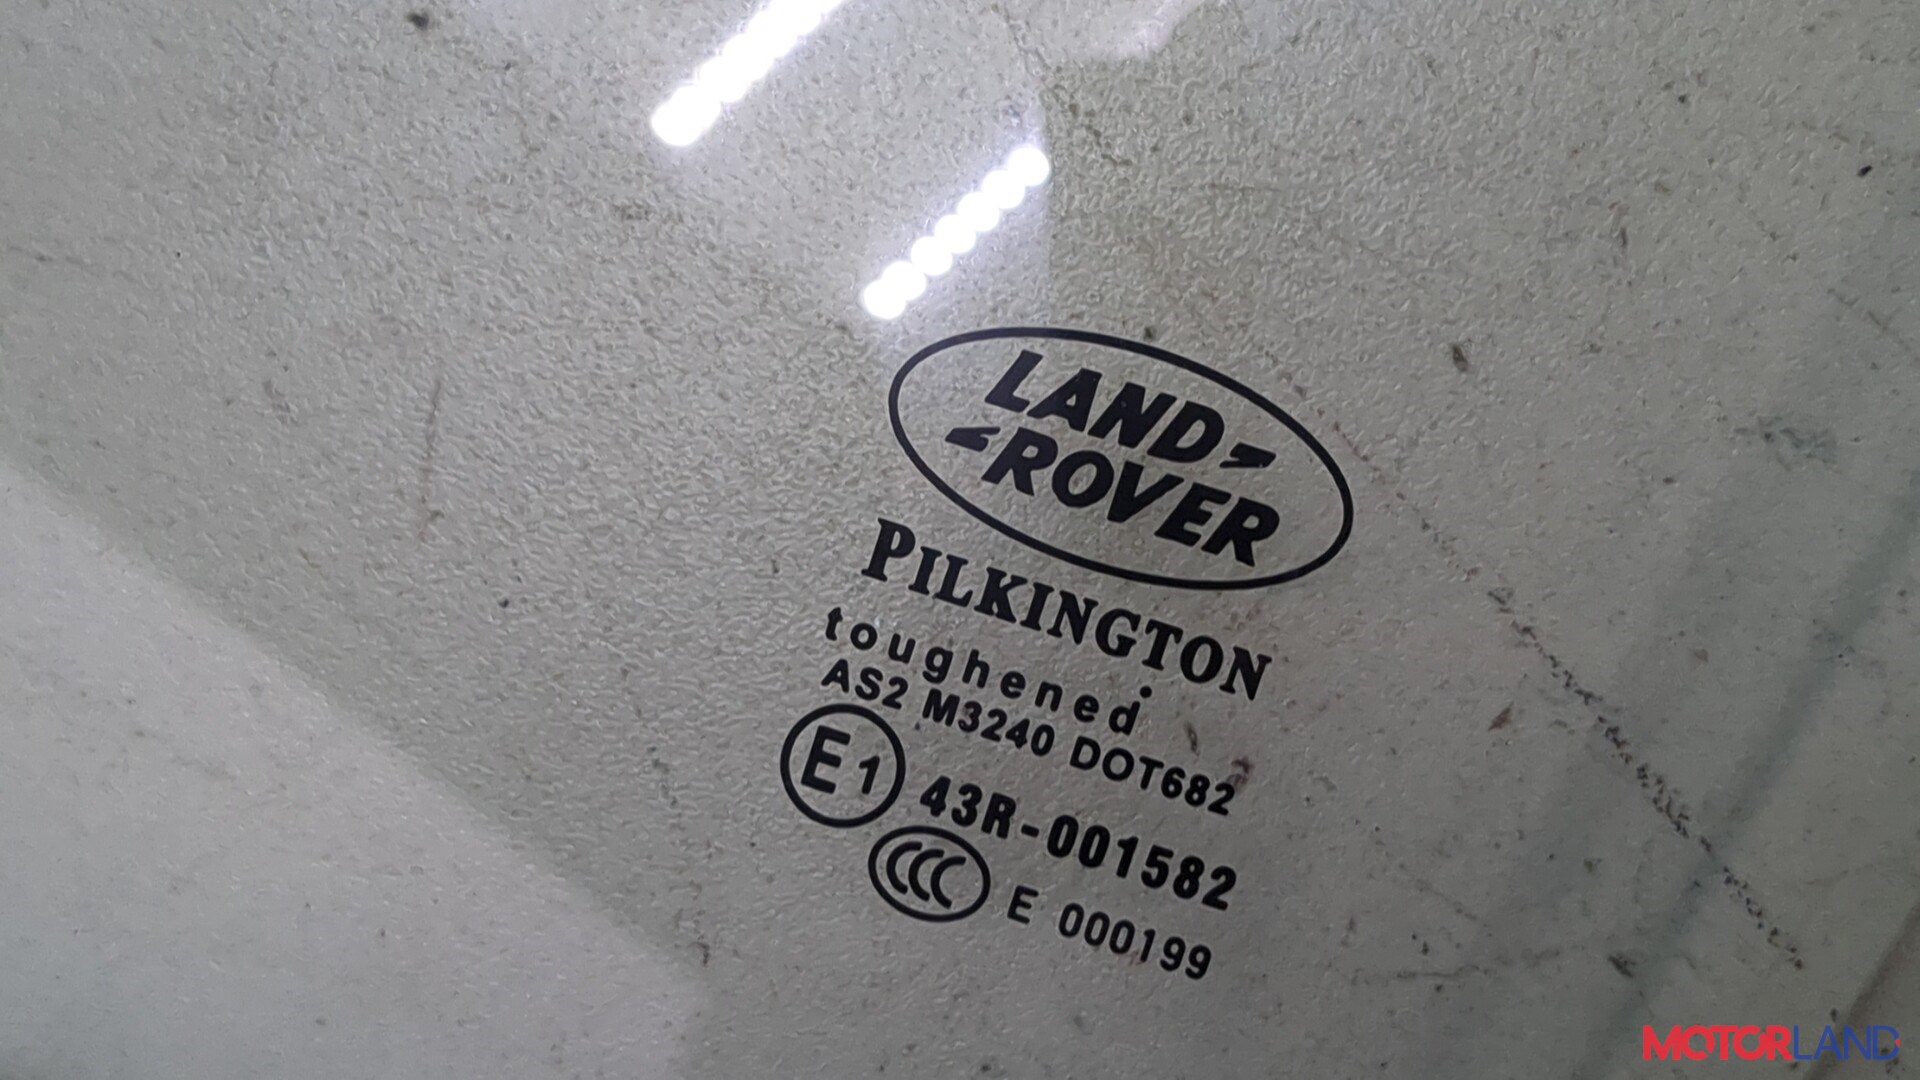 LAND
ROVER
PILKINGTON
toughened
AS2 M3240 DOT682
E1 43R-001582
CCC E 000199
MOTORLAND